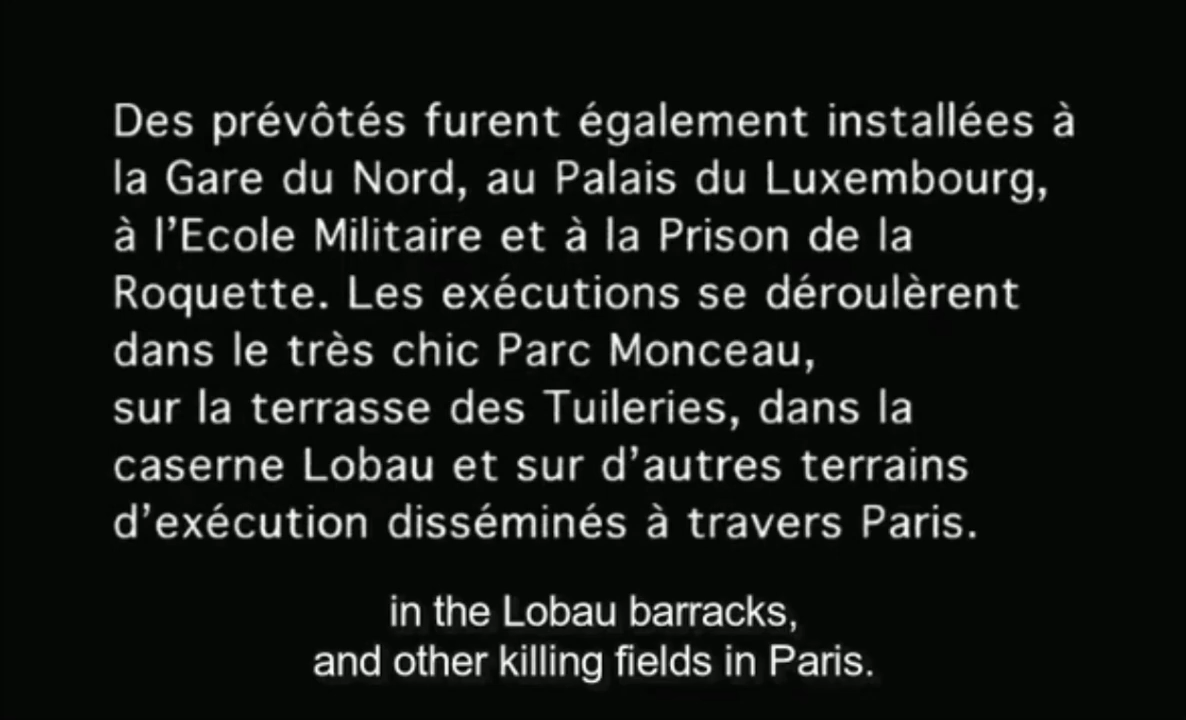 Des prévôtés furent également installées à
la Gare du Nord, au Palais du Luxembourg,
à l’Ecole Militaire et à la Prison de la
Roquette. Les exécutions se déroulèrent
dans le très chic Parc Monceau,
sur la terrasse des Tuileries, dans la
caserne Lobau et sur d’autres terrains
d’exécution disséminés à travers Paris.
in the Lobau barracks,
and other killing fields in Paris.